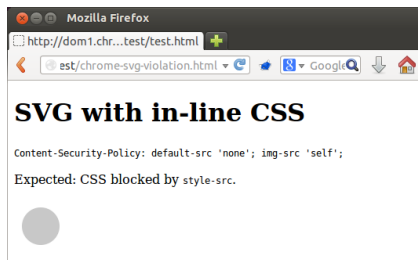 Mozilla Firefox
http://dom1.chr...test/test.html
est/chrome-svg-violation.html
Google
SVG with in-line CSS
Content-Security-Policy: default-src 'none'; img-src 'self';
Expected: CSS blocked by style-src.